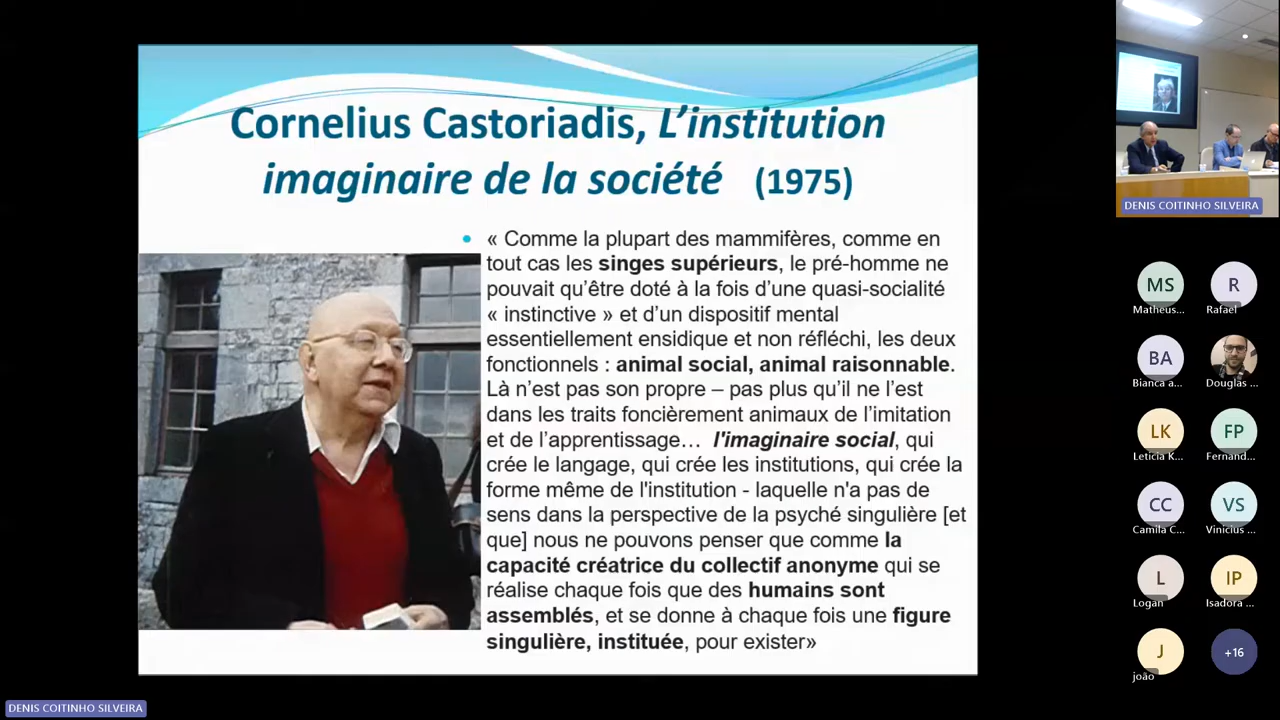 Cornelius Castoriadis, L’institution
imaginaire de la société (1975)
• « Comme la plupart des mammifères, comme en
tout cas les singes supérieurs, le pré-homme ne
pouvait qu’être doté à la fois d’une quasi-socialité
« instinctive » et d’un dispositif mental
essentiellement ensidique et non réfléchi, les deux
fonctionnels : animal social, animal raisonnable.
Là n’est pas son propre – pas plus qu’il ne l’est
dans les traits foncièrement animaux de l’imitation
et de l’apprentissage… l'imaginaire social, qui
crée le langage, qui crée les institutions, qui crée la
forme même de l'institution - laquelle n'a pas de
sens dans la perspective de la psyché singulière [et
que] nous ne pouvons penser que comme la
capacité créatrice du collectif anonyme qui se
réalise chaque fois que des humains sont
assemblés, et se donne à chaque fois une figure
singulière, instituée, pour exister»
DENIS COITINHO SILVEIRA
MS R
Matheus... Rafael
BA
Bianca a... Douglas ...
LK FP
Leticia K... Fernand...
CC VS
Camila C... Vinicius ...
L IP
Logan Isadora ...
J +16
joão
DENIS COITINHO SILVEIRA